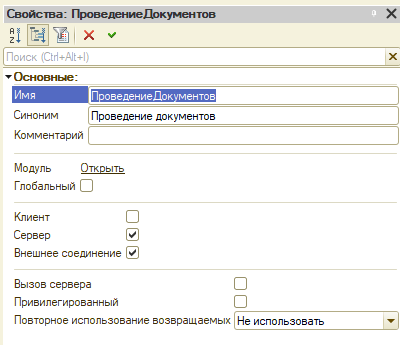 Свойства: ПроведениеДокументов
Поиск (Ctrl+Alt+I)
Основные:
Имя ПроведениеДокументов
Синоним Проведение документов
Комментарий
Модуль Открыть
Глобальный
Клиент
Сервер
Внешнее соединение
Вызов сервера
Привилегированный
Повторное использование возвращаемых Не использовать